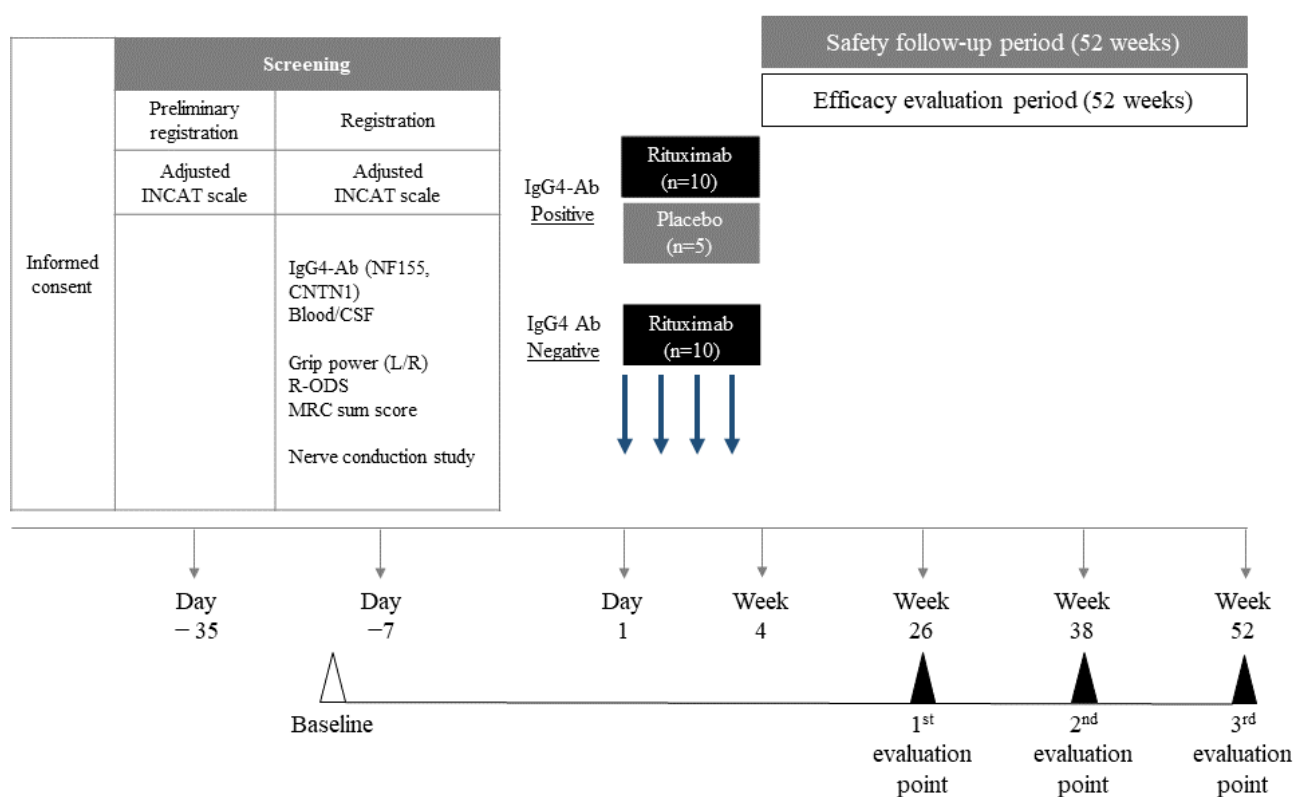 Safety follow-up period (52 weeks)
Efficacy evaluation period (52 weeks)
Informed
consent
Screening
Preliminary
registration
Registration
Adjusted
INCAT scale
Adjusted
INCAT scale
IgG4-Ab (NF155,
CNTN1)
Blood/CSF
Grip power (L/R)
R-ODS
MRC sum score
Nerve conduction study
IgG4-Ab
Positive
Rituximab
(n=10)
Placebo
(n=5)
IgG4 Ab
Negative
Rituximab
(n=10)
Day
−35
Day
−7
Day
1
Week
4
Week
26
Week
38
Week
52
Baseline
1st
evaluation
point
2nd
evaluation
point
3rd
evaluation
point